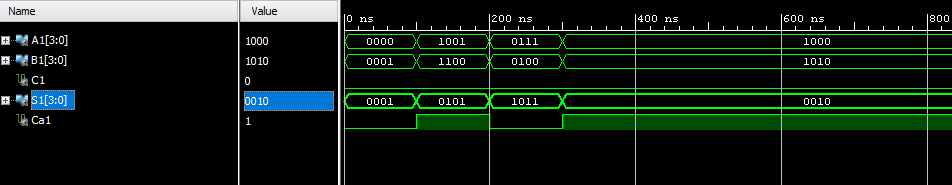 Name Value 0 ns 200 ns 400 ns 600 ns 800
A1[3:0] 1000 0000 1001 0111 1000
B1[3:0] 1010 0001 1100 0100 1010
C1 0
S1[3:0] 0010 0001 0101 1011 0010
Ca1 1